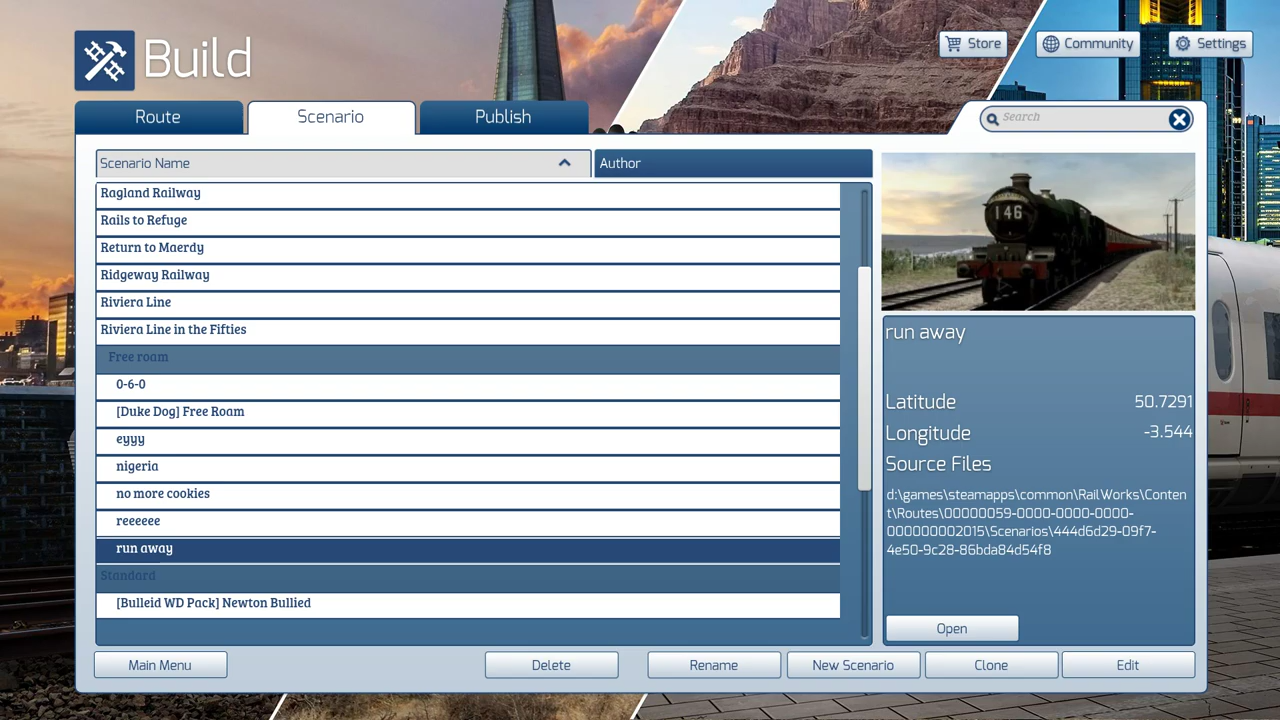 Build
Store
Community
Settings
Route
Scenario
Publish
Search
Scenario Name
Author
Ragland Railway
Rails to Refuge
Return to Maerdy
Ridgeway Railway
Riviera Line
Riviera Line in the Fifties
Free roam
0-6-0
[Duke Dog] Free Roam
eyyy
nigeria
no more cookies
reeeeee
run away
Standard
[Bulleid WD Pack] Newton Bullied
146
run away
Latitude 50.7291
Longitude -3.544
Source Files
d:\games\steamapps\common\RailWorks\Conten
t\Routes\00000059-0000-0000-0000-
000000002015\Scenarios\444d6d29-09f7-
4e50-9c28-86bda84d54f8
Open
Main Menu
Delete
Rename
New Scenario
Clone
Edit